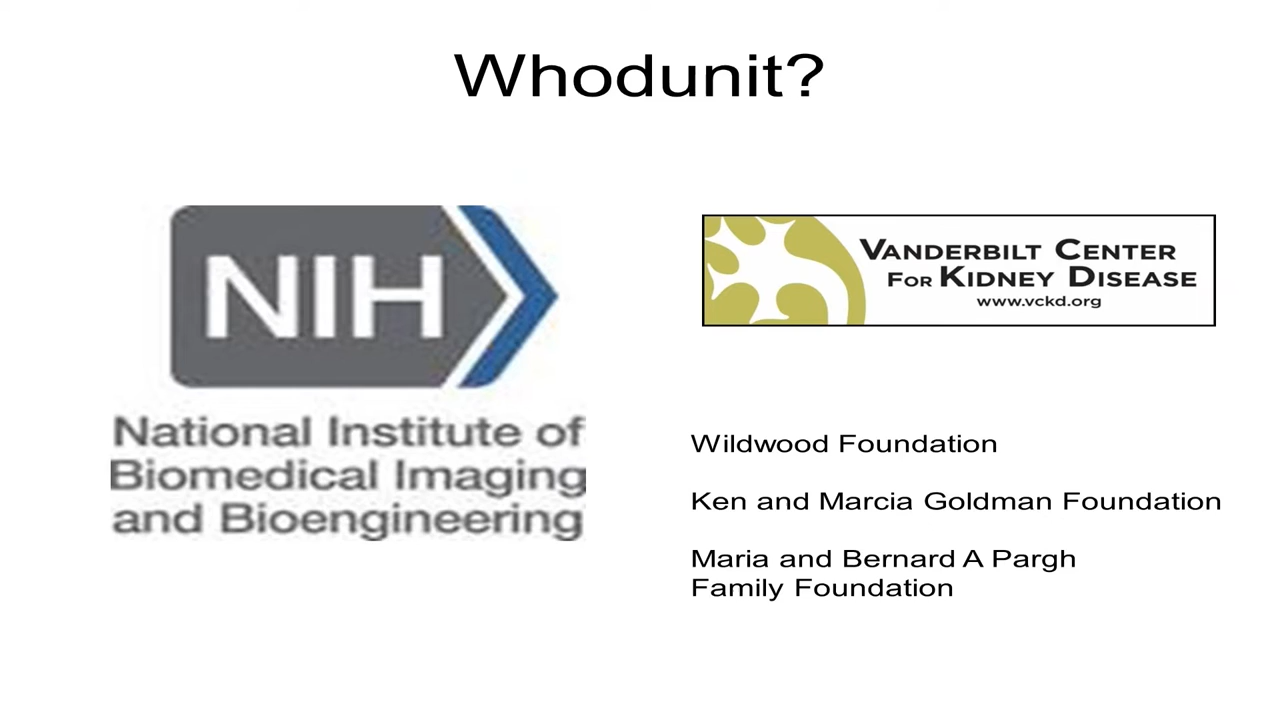 Whodunit?
NIH
National Institute of
Biomedical Imaging
and Bioengineering
VANDERBILT CENTER
FOR KIDNEY DISEASE
www.vckd.org
Wildwood Foundation
Ken and Marcia Goldman Foundation
Maria and Bernard A Pargh
Family Foundation